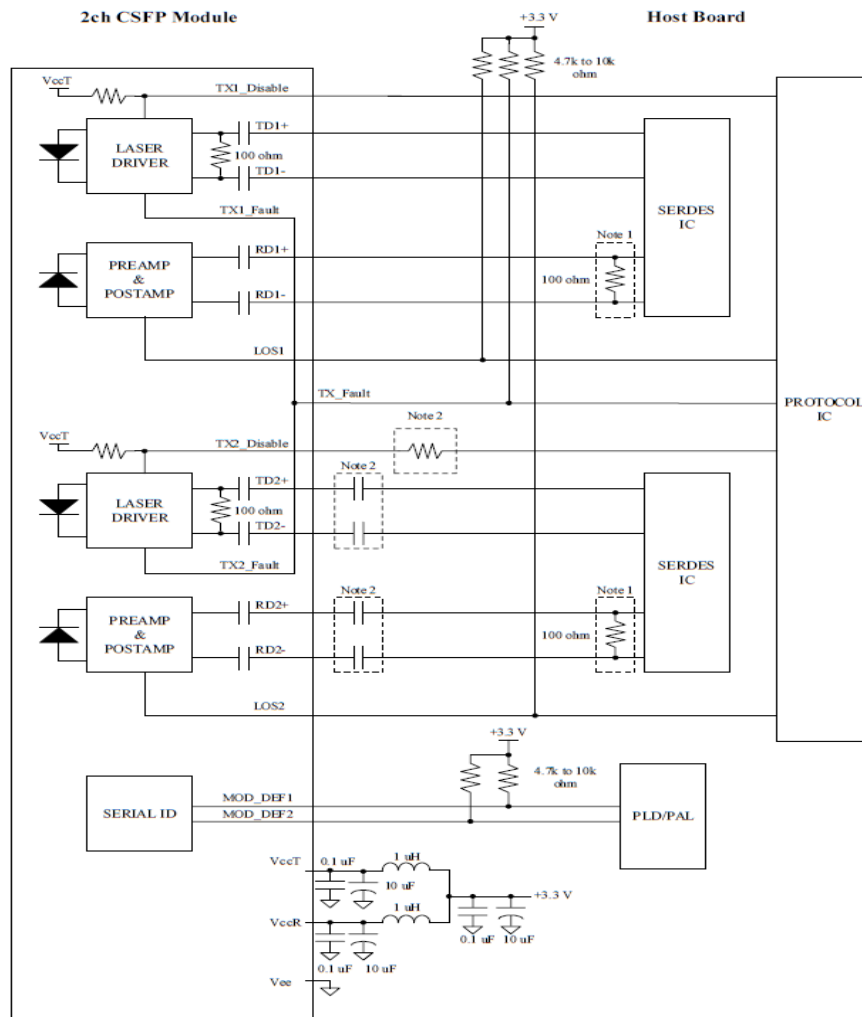 2ch CSFP Module
Host Board
+3.3 V
4.7k to 10k
ohm
VccT
TX1_Disable
LASER
DRIVER
TD1+
100 ohm
TD1-
TX1_Fault
SERDES
IC
PREAMP
&
POSTAMP
RD1+
RD1-
Note 1
100 ohm
LOS1
TX_Fault
PROTOCOL
IC
Note 2
VccT
TX2_Disable
LASER
DRIVER
TD2+
100 ohm
TD2-
Note 2
TX2_Fault
SERDES
IC
PREAMP
&
POSTAMP
RD2+
RD2-
Note 2
Note 1
100 ohm
LOS2
+3.3 V
4.7k to 10k
ohm
SERIAL ID
MOD_DEF1
MOD_DEF2
PLD/PAL
VccT
0.1 uF
10 uF
1 uH
+3.3 V
VccR
1 uH
0.1 uF
10 uF
0.1 uF
10 uF
Vee